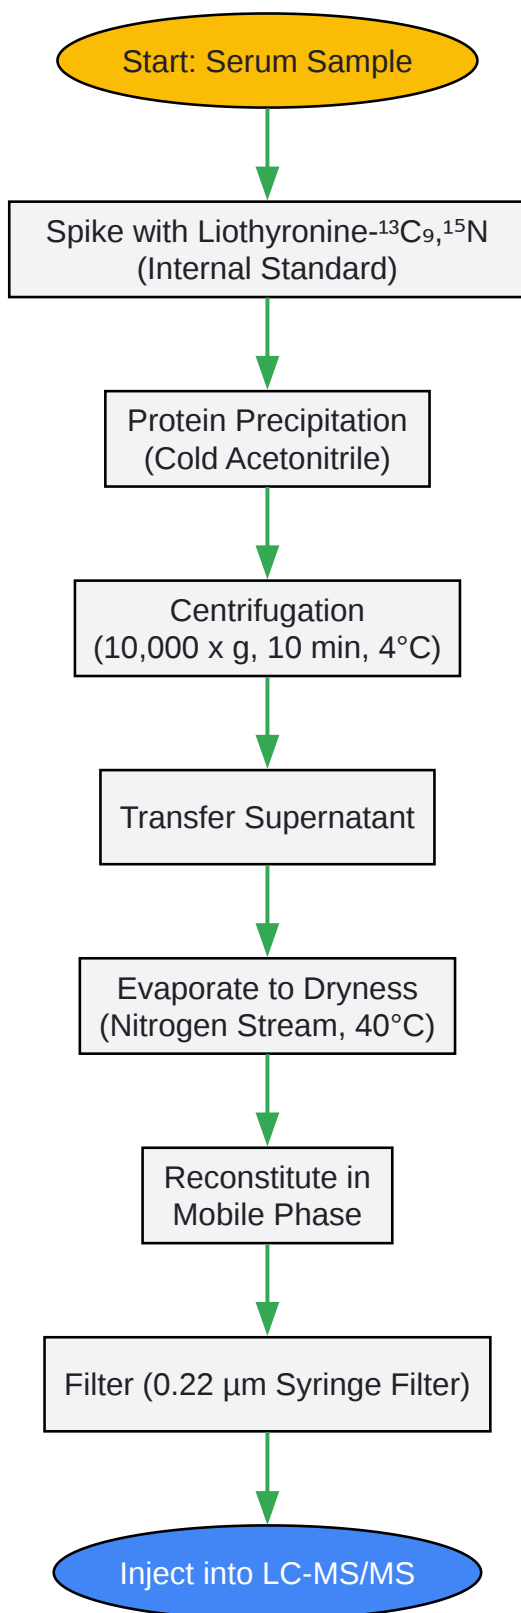 Start: Serum Sample
Spike with Liothyronine-¹³C₉,¹⁵N
(Internal Standard)
Protein Precipitation
(Cold Acetonitrile)
Centrifugation
(10,000 x g, 10 min, 4°C)
Transfer Supernatant
Evaporate to Dryness
(Nitrogen Stream, 40°C)
Reconstitute in
Mobile Phase
Filter (0.22 µm Syringe Filter)
Inject into LC-MS/MS